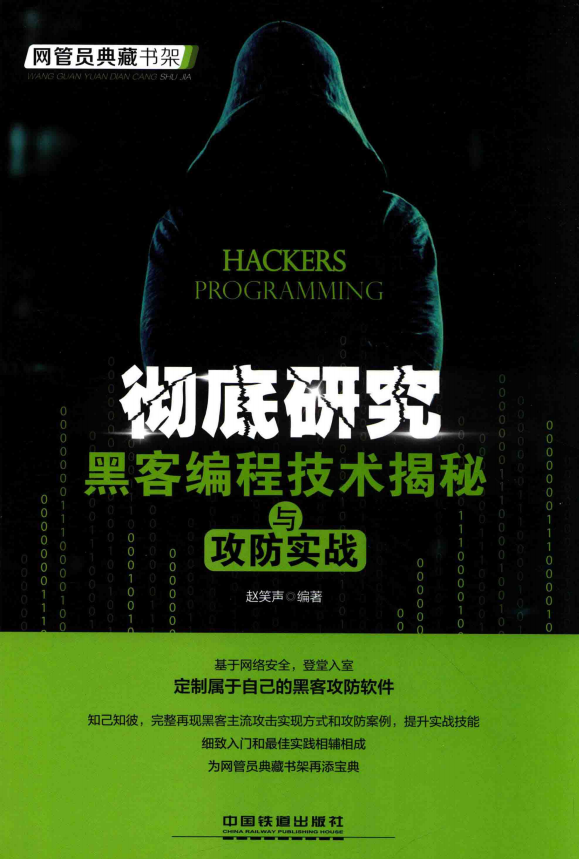 网管员典藏书架
WANG GUAN YUAN DIAN CANG SHU JIA
HACKERS
PROGRAMMING
彻底研究
黑客编程技术揭秘
与
攻防实战
赵笑声◎编著
基于网络安全，登堂入室
定制属于自己的黑客攻防软件
知己知彼，完整再现黑客主流攻击实现方式和攻防案例，提升实战技能
细致入门和最佳实践相辅相成
为网管员典藏书架再添宝典
中国铁道出版社
CHINA RAILWAY PUBLISHING HOUSE